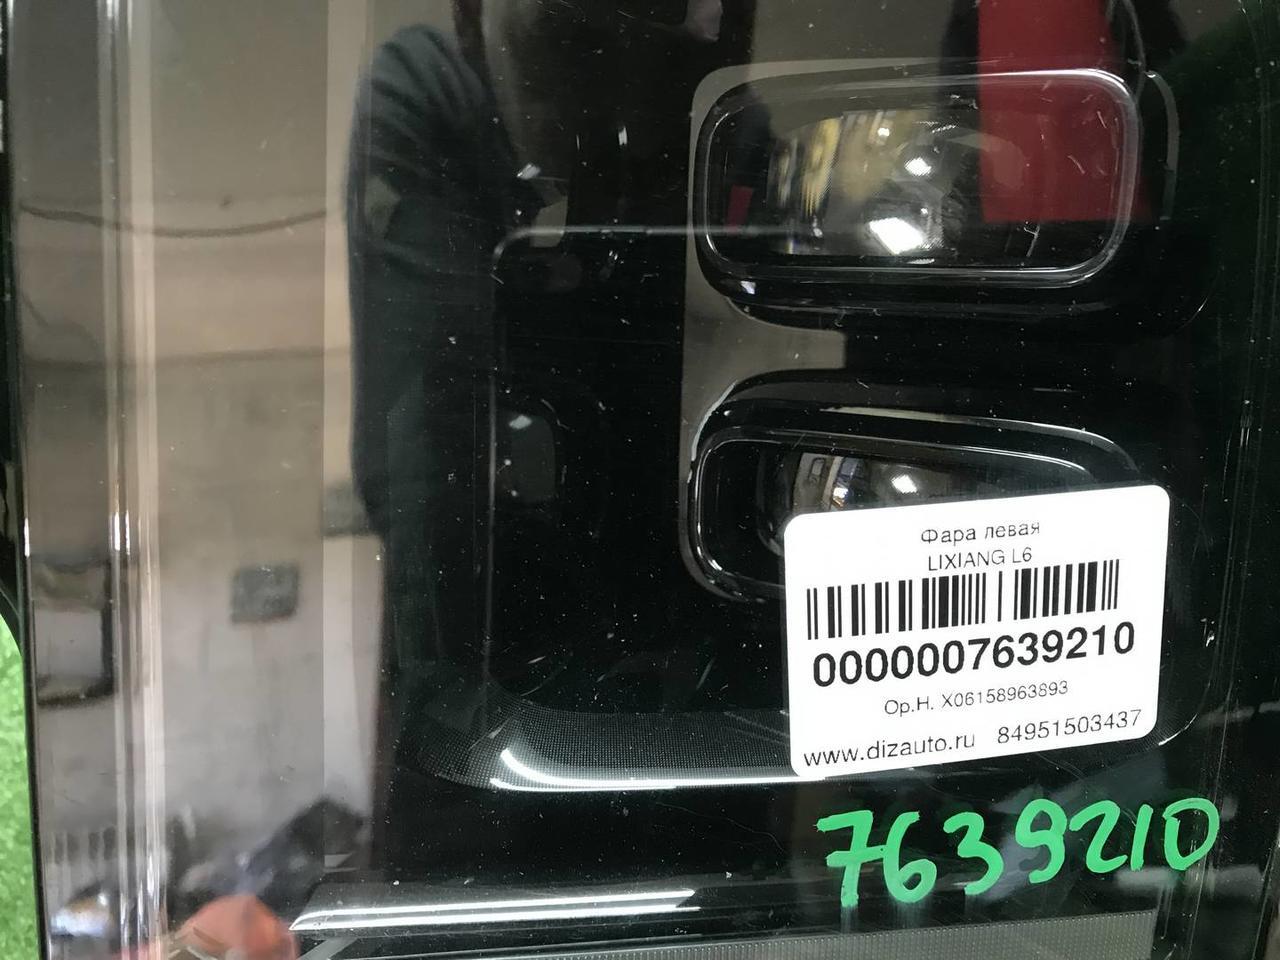 Фара левая
LIXIANG L6
0000007639210
Ор.Н. X06158963893
www.dizauto.ru 84951503437
7639210